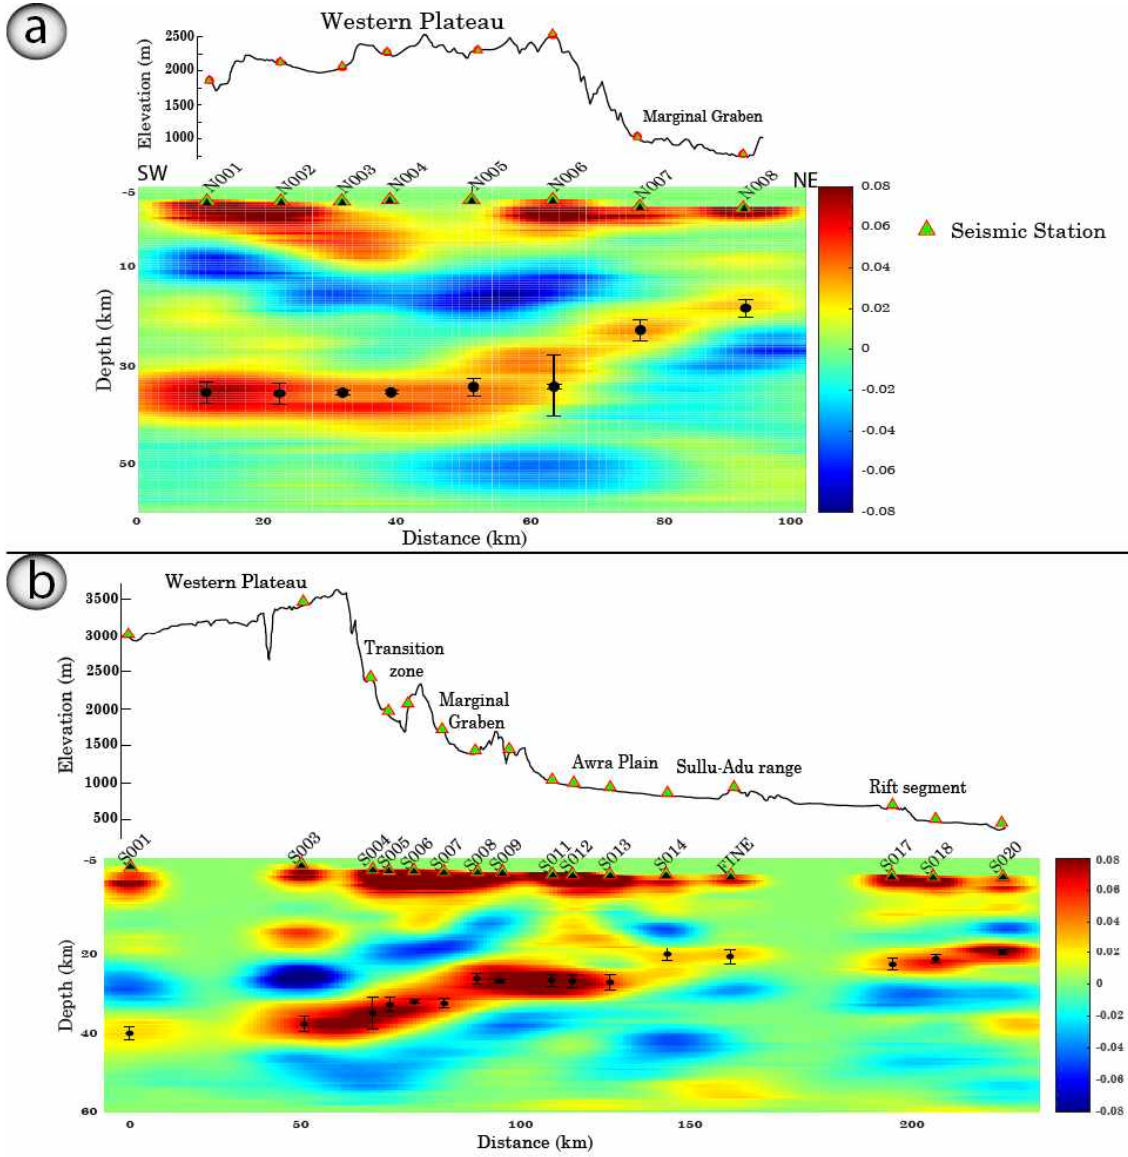 a
Western Plateau
Elevation (m)
2500
2000
1500
1000
Marginal Graben
SW
NE
N001
N002
N003
N004
N005
N006
N007
N008
Depth (km)
-5
10
30
50
0
20
40
60
80
100
Distance (km)
0.08
0.06
0.04
0.02
0
-0.02
-0.04
-0.06
-0.08
Seismic Station
b
Western Plateau
Elevation (m)
3500
3000
2500
2000
1500
1000
500
Transition
zone
Marginal
Graben
Awra Plain
Sullu-Adu range
Rift segment
S001
S003
S004
S005
S006
S007
S008
S009
S011
S012
S013
S014
FINE
S017
S018
S020
Depth (km)
-5
20
40
60
0
50
100
150
200
Distance (km)
0.08
0.06
0.04
0.02
0
-0.02
-0.04
-0.06
-0.08